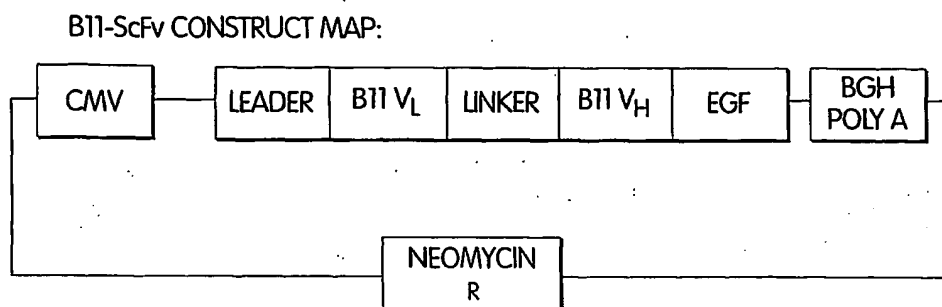 B11-ScFv CONSTRUCT MAP:
CMV
LEADER
B11 VL
LINKER
B11 VH
EGF
BGH
POLY A
NEOMYCIN
R